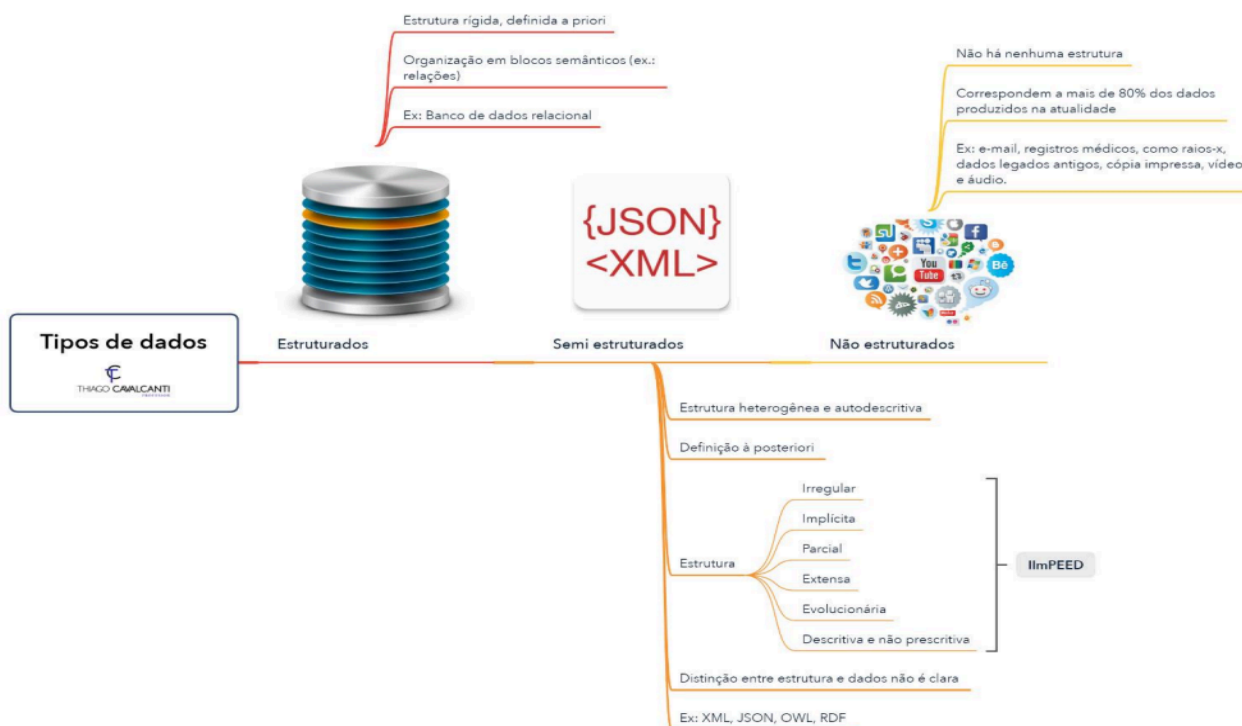 Estrutura rígida, definida a priori
Organização em blocos semânticos (ex.:
relações)
Ex: Banco de dados relacional
Não há nenhuma estrutura
Correspondem a mais de 80% dos dados
produzidos na atualidade
Ex: e-mail, registros médicos, como raios-x,
dados legados antigos, cópia impressa, vídeo
e áudio.
{JSON}
<XML>
You
Tube
Bē
Tipos de dados
THIAGO CAVALCANTI
Estruturados
Semi estruturados
Não estruturados
Estrutura heterogênea e autodescritiva
Definição à posteriori
Estrutura
Irregular
Implícita
Parcial
Extensa
Evolucionária
Descritiva e não prescritiva
IImPEED
Distinção entre estrutura e dados não é clara
Ex: XML, JSON, OWL, RDF